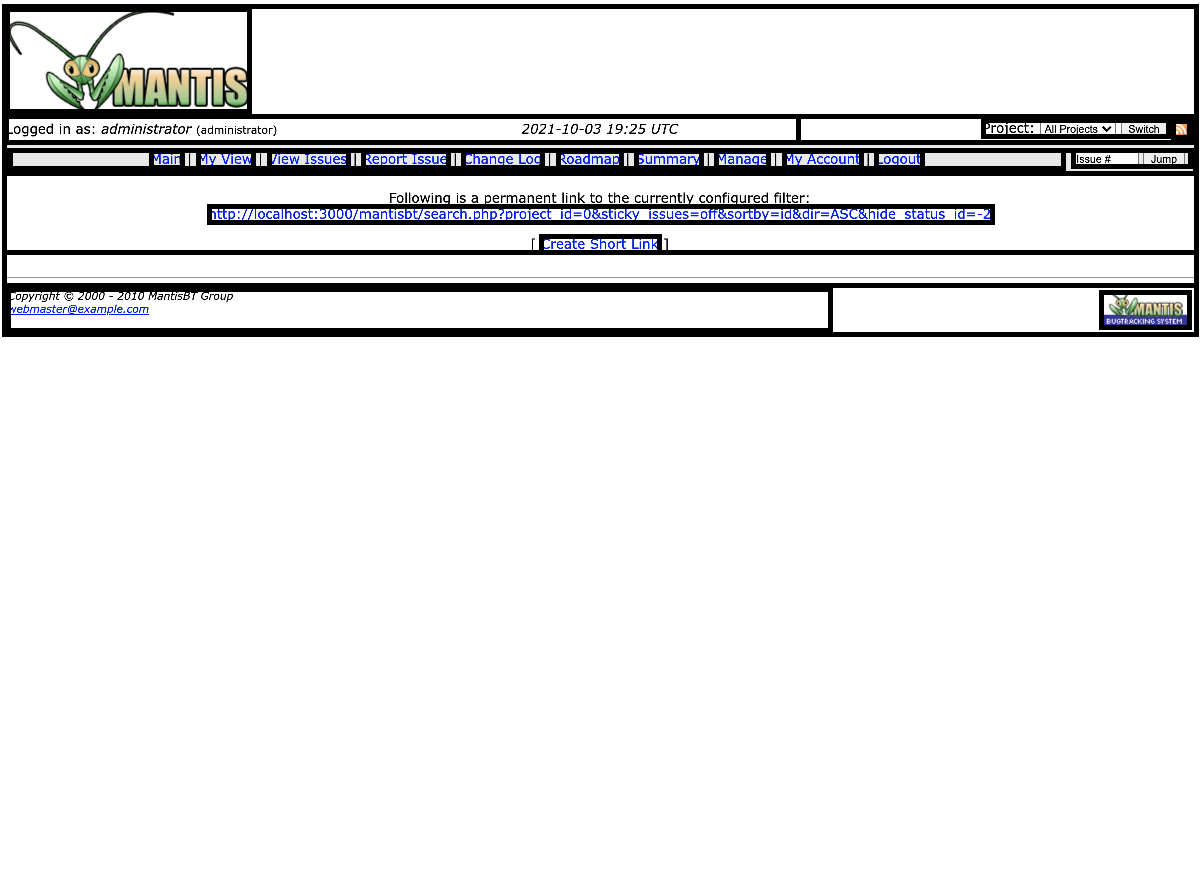 MANTIS
Logged in as: administrator (administrator)
2021-10-03 19:25 UTC
Project: All Projects Switch
Main | My View | View Issues | Report Issue | Change Log | Roadmap | Summary | Manage | My Account | Logout
Issue # Jump
Following is a permanent link to the currently configured filter:
http://localhost:3000/mantisbt/search.php?project_id=0&sticky_issues=off&sortby=id&dir=ASC&hide_status_id=-2
[ Create Short Link ]
Copyright © 2000 - 2010 MantisBT Group
webmaster@example.com
MANTIS
BUGTRACKING SYSTEM